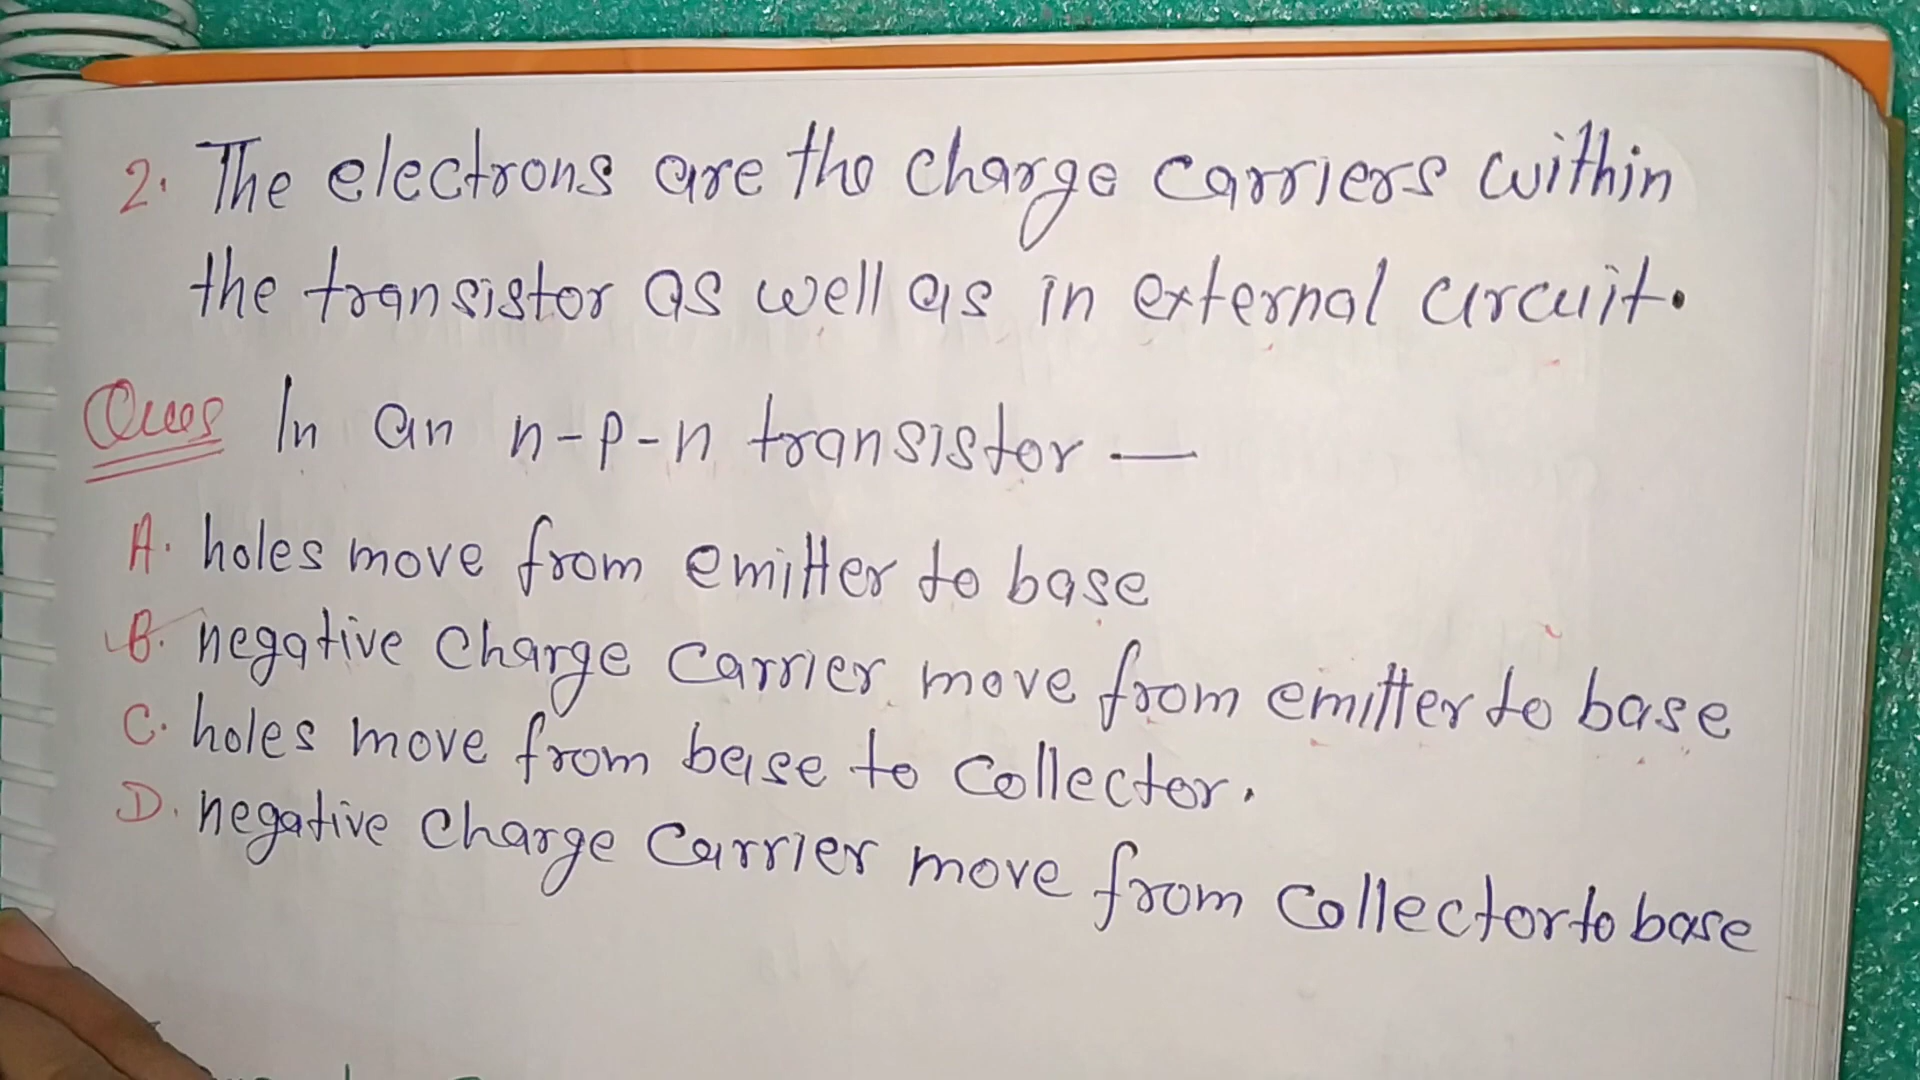 2. The electrons are the charge carriers within
the transistor as well as in external circuit.
Ques In an n-p-n transistor —
A. holes move from emitter to base
B. negative charge carrier move from emitter to base
C. holes move from base to collector.
D. negative charge carrier move from collector to base